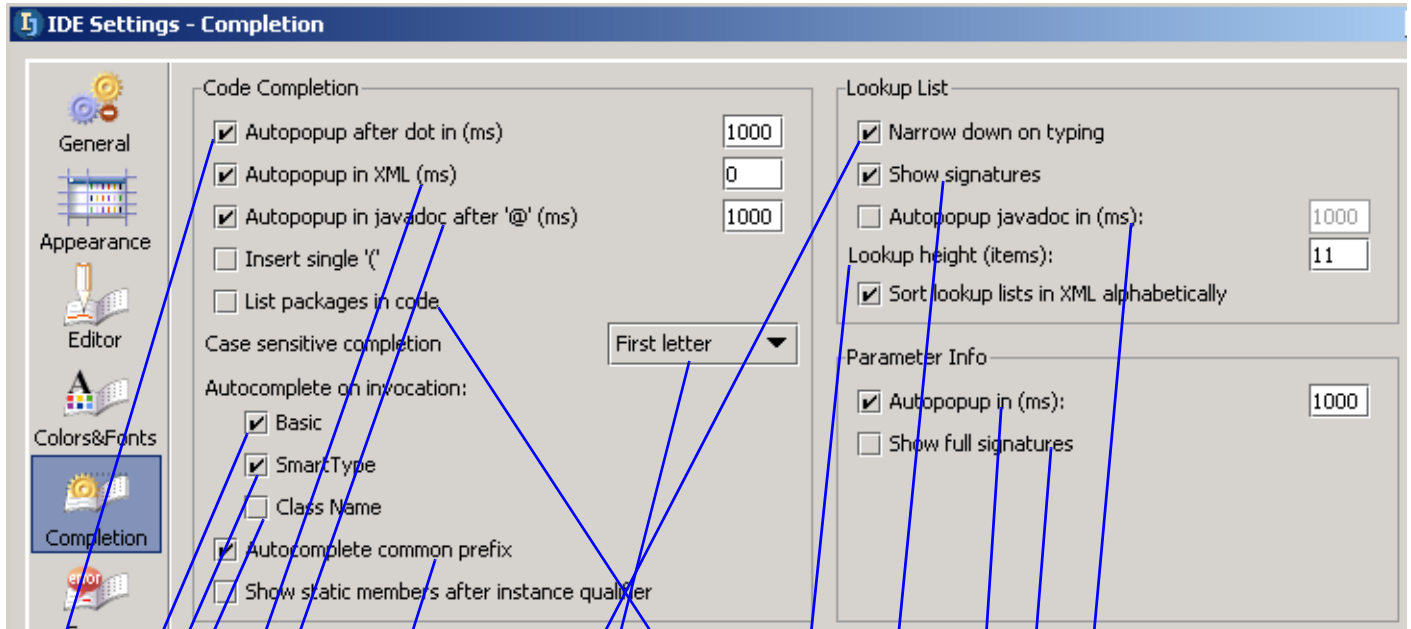 IDE Settings - Completion
General
Appearance
Editor
Colors&Fonts
Completion
error
Code Completion
Autopopup after dot in (ms) 1000
Autopopup in XML (ms) 0
Autopopup in javadoc after '@' (ms) 1000
Insert single '('
List packages in code
Case sensitive completion First letter
Autocomplete on invocation:
Basic
SmartType
Class Name
Autocomplete common prefix
Show static members after instance qualifier
Lookup List
Narrow down on typing
Show signatures
Autopopup javadoc in (ms): 1000
Lookup height (items): 11
Sort lookup lists in XML alphabetically
Parameter Info
Autopopup in (ms): 1000
Show full signatures